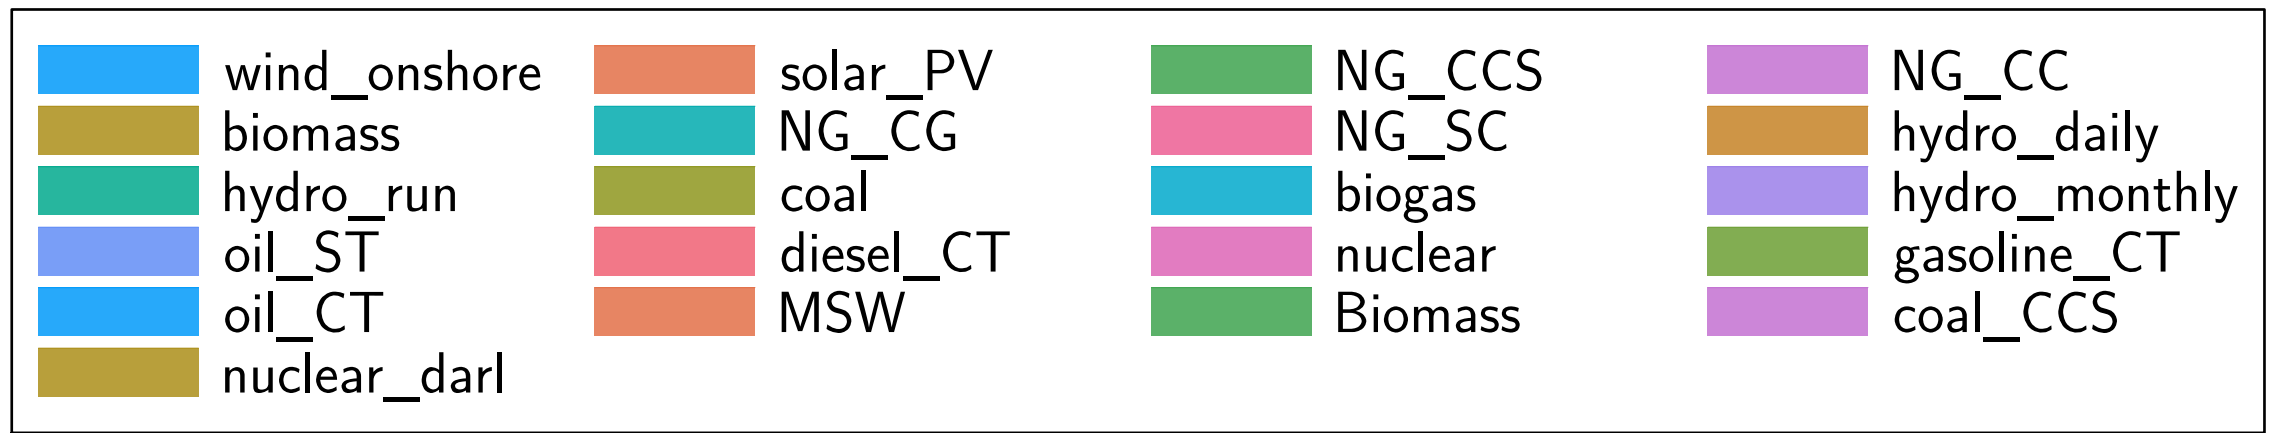 wind_onshore solar_PV NG_CCS NG_CC
biomass NG_CG NG_SC hydro_daily
hydro_run coal biogas hydro_monthly
oil_ST diesel_CT nuclear gasoline_CT
oil_CT MSW Biomass coal_CCS
nuclear_darl